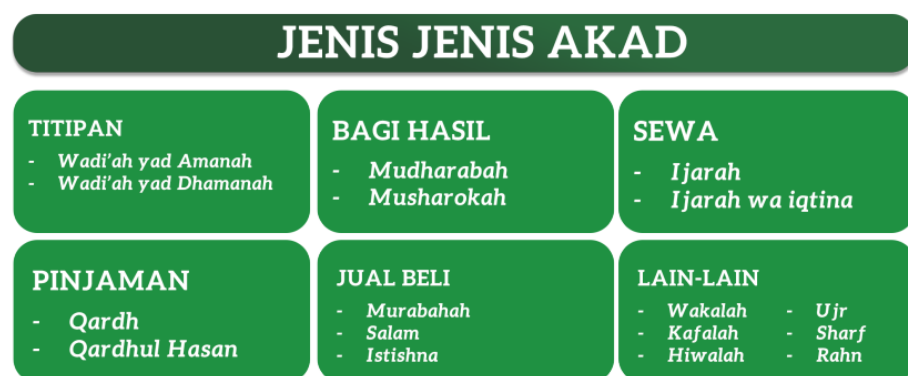 JENIS JENIS AKAD
TITIPAN
- Wadi'ah yad Amanah
- Wadi'ah yad Dhamanah
BAGI HASIL
- Mudharabah
- Musharokah
SEWA
- Ijarah
- Ijarah wa iqtina
PINJAMAN
- Qardh
- Qardhul Hasan
JUAL BELI
- Murabahah
- Salam
- Istishna
LAIN-LAIN
- Wakalah
- Kafalah
- Hiwalah
- Ujr
- Sharf
- Rahn